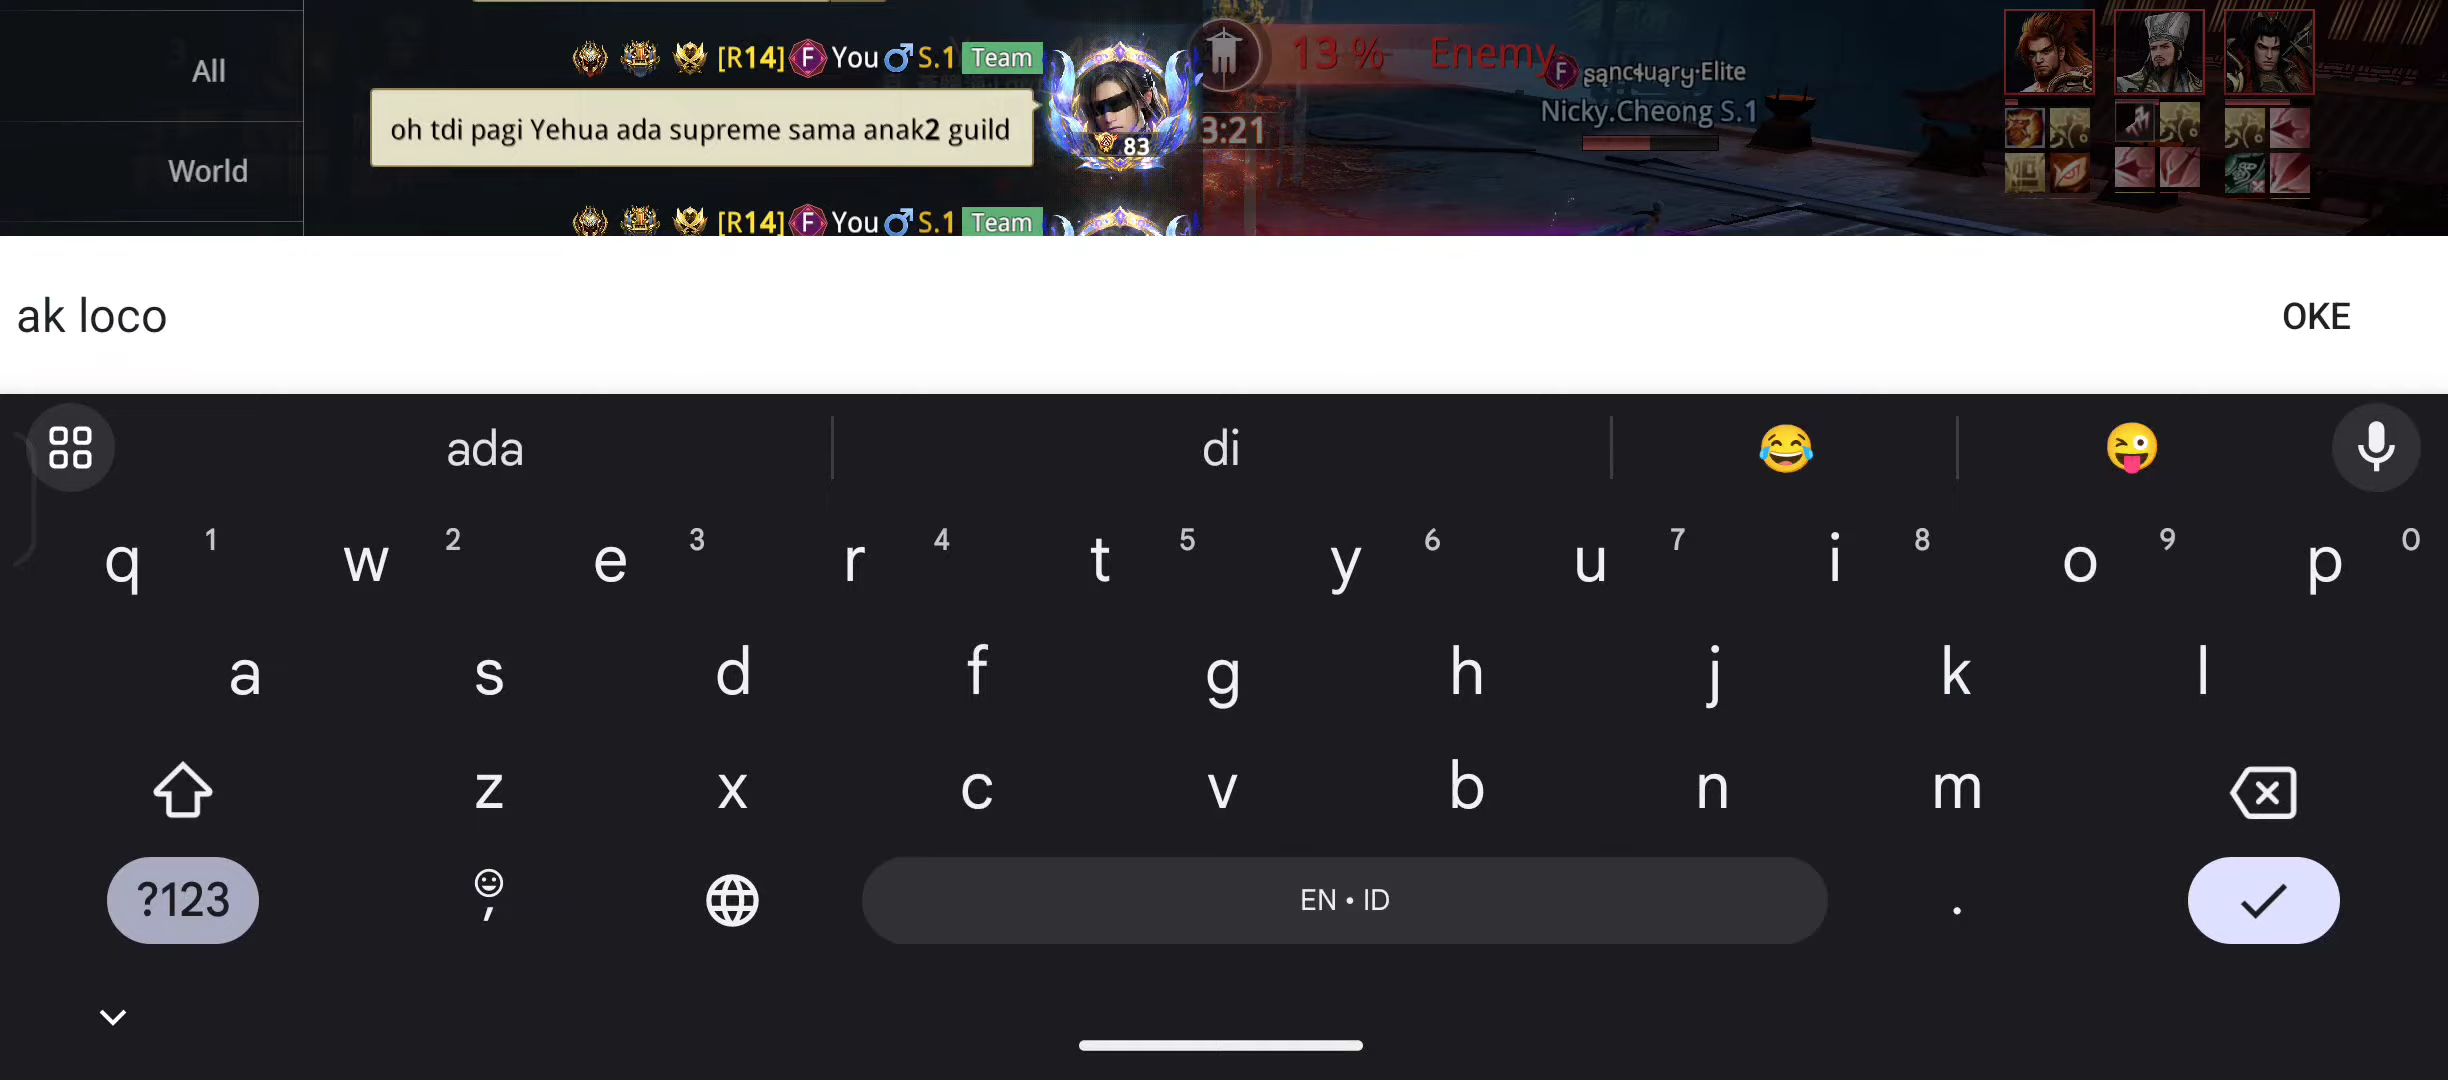 All
World
[R14] F You ♂ S.1 Team
oh tdi pagi Yehua ada supreme sama anak2 guild
83
[R14] F You ♂ S.1 Team
13 % Enemy
3:21
F sąnctuąry·Elite
Nicky.Cheong S.1
ak loco
OKE
ada di 😂 😜
q 1 w 2 e 3 r 4 t 5 y 6 u 7 i 8 o 9 p 0
a s d f g h j k l
z x c v b n m
?123 , EN • ID .